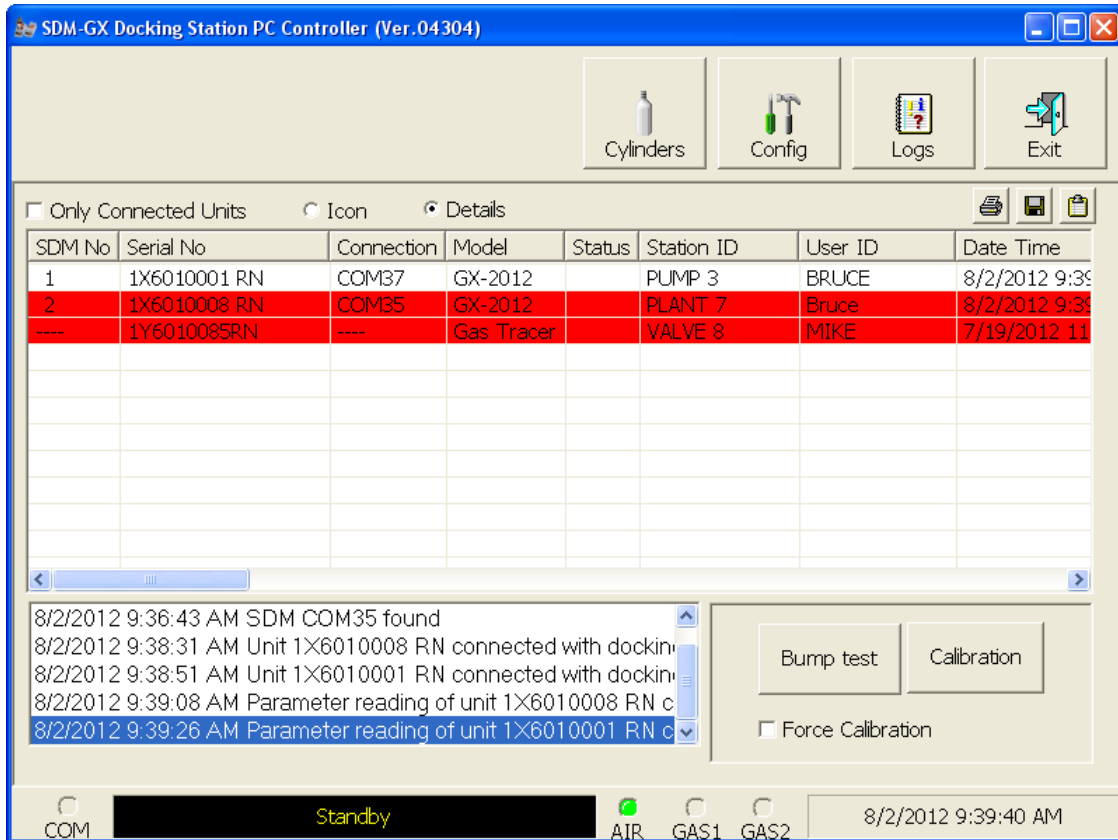 SDM-GX Docking Station PC Controller (Ver.04304)
Cylinders Config Logs Exit
Only Connected Units Icon Details
SDM No Serial No Connection Model Status Station ID User ID Date Time
1 1X6010001 RN COM37 GX-2012 PUMP 3 BRUCE 8/2/2012 9:39
2 1X6010008 RN COM35 GX-2012 PLANT 7 Bruce 8/2/2012 9:39
---- 1Y6010085RN ---- Gas Tracer VALVE 8 MIKE 7/19/2012 11
8/2/2012 9:36:43 AM SDM COM35 found
8/2/2012 9:38:31 AM Unit 1X6010008 RN connected with dockin
8/2/2012 9:38:51 AM Unit 1X6010001 RN connected with dockin
8/2/2012 9:39:08 AM Parameter reading of unit 1X6010008 RN c
8/2/2012 9:39:26 AM Parameter reading of unit 1X6010001 RN c
Bump test Calibration
Force Calibration
COM Standby AIR GAS1 GAS2 8/2/2012 9:39:40 AM